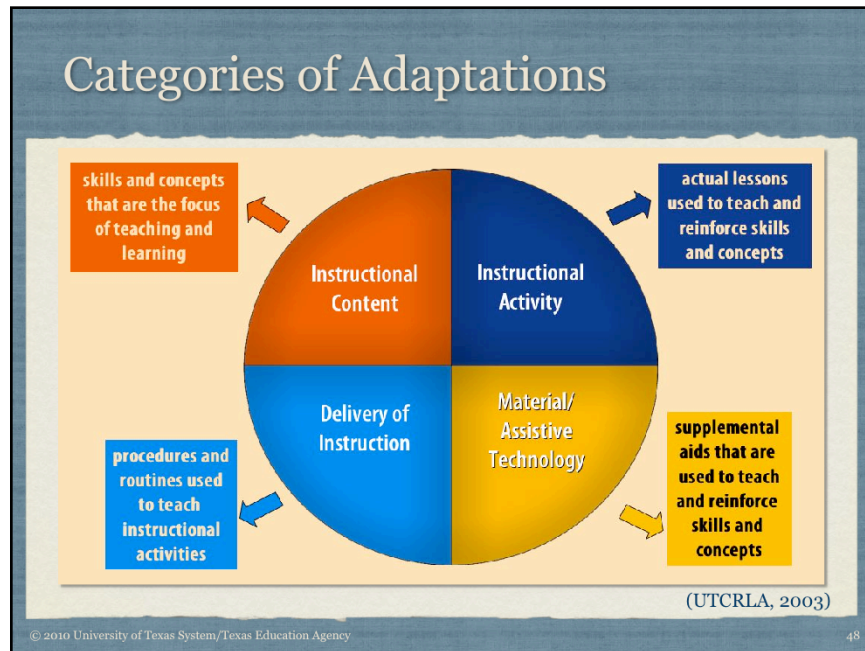 Categories of Adaptations
skills and concepts
that are the focus
of teaching and
learning
actual lessons
used to teach and
reinforce skills
and concepts
Instructional
Content
Instructional
Activity
Delivery of
Instruction
Material/
Assistive
Technology
procedures and
routines used
to teach
instructional
activities
supplemental
aids that are
used to teach
and reinforce
skills and
concepts
(UTCRLA, 2003)
© 2010 University of Texas System/Texas Education Agency
48